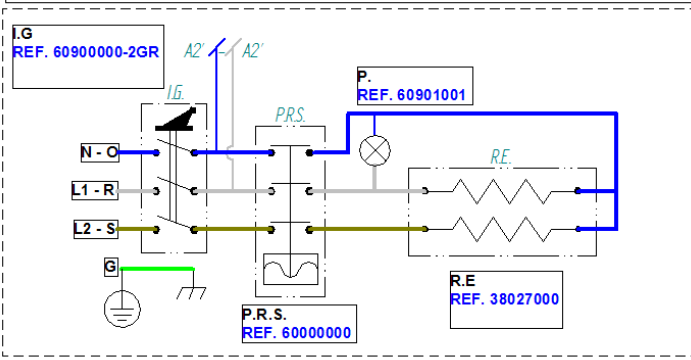 I.G
REF. 60900000-2GR
A2'
A2'
P.
REF. 60901001
I.G.
P.R.S.
R.E.
N - O
L1 - R
L2 - S
G
R.E
REF. 38027000
P.R.S.
REF. 60000000